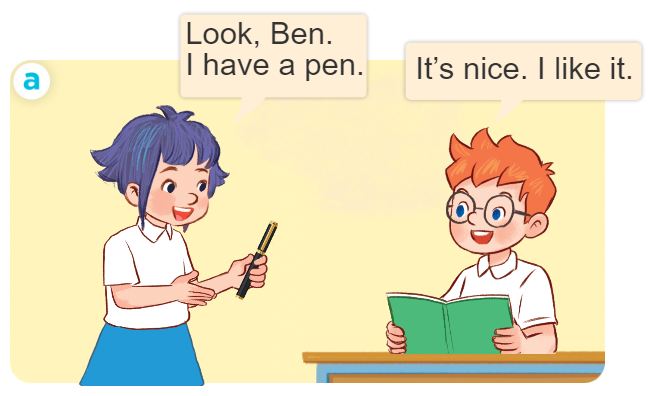 a
Look, Ben.
I have a pen.
It's nice. I like it.